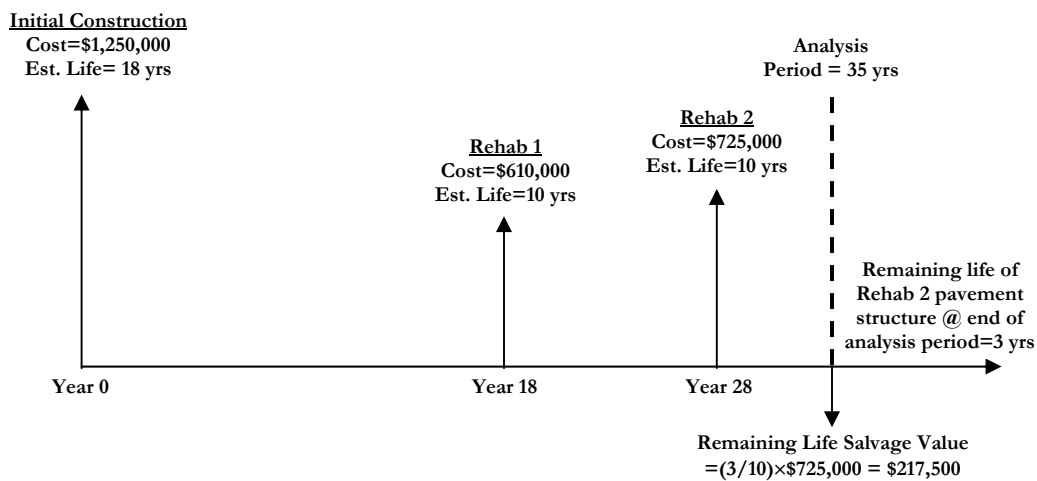 Initial Construction
Cost=$1,250,000
Est. Life= 18 yrs
Analysis
Period = 35 yrs
Rehab 2
Cost=$725,000
Est. Life=10 yrs
Rehab 1
Cost=$610,000
Est. Life=10 yrs
Remaining life of
Rehab 2 pavement
structure @ end of
analysis period=3 yrs
Year 0
Year 18
Year 28
Remaining Life Salvage Value
=(3/10)×$725,000 = $217,500